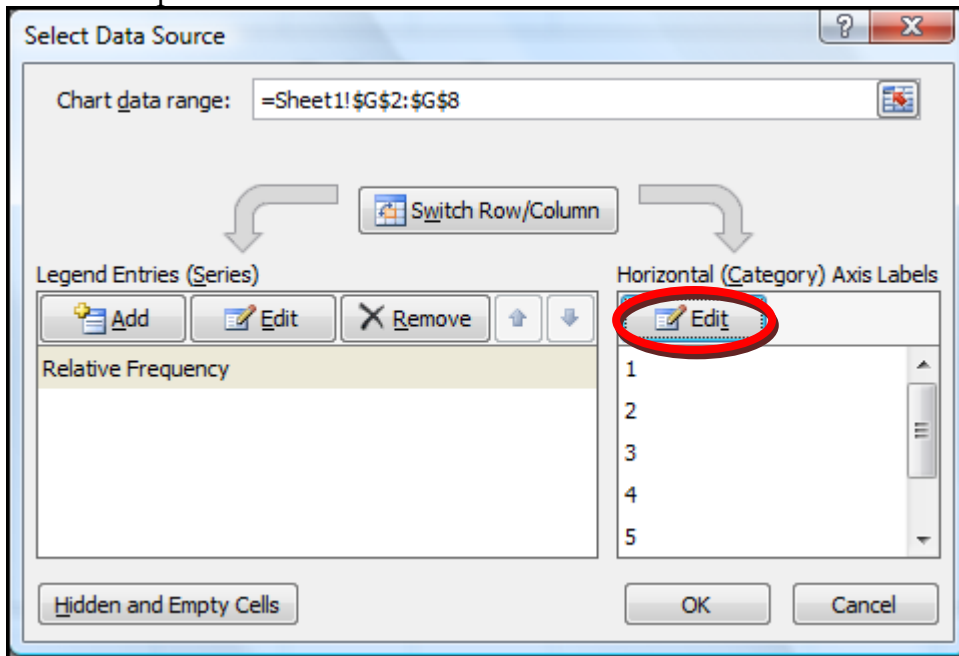 Select Data Source
Chart data range: =Sheet1!$G$2:$G$8
Switch Row/Column
Legend Entries (Series)
Add Edit Remove
Relative Frequency
Horizontal (Category) Axis Labels
Edit
1
2
3
4
5
Hidden and Empty Cells
OK Cancel